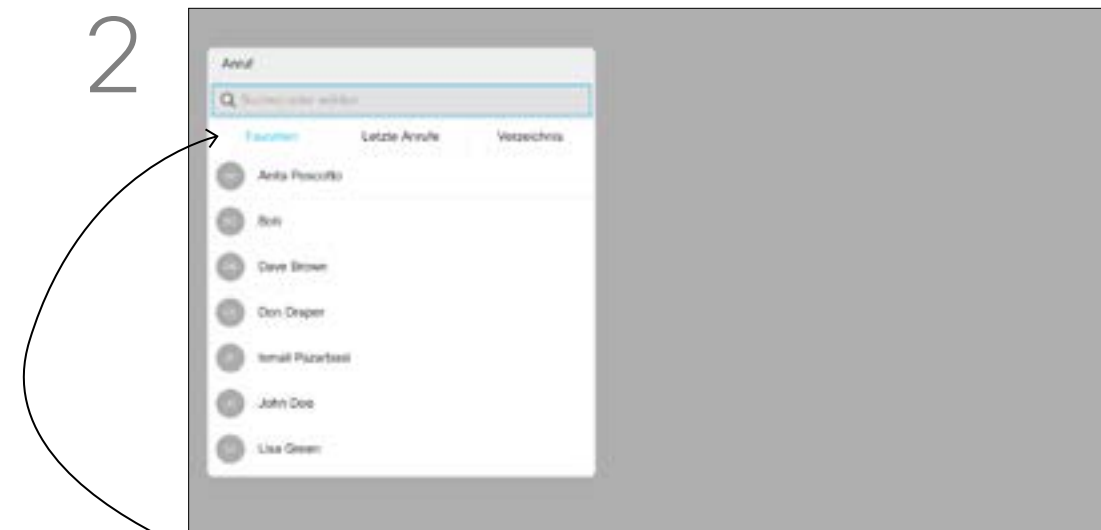 2
Anruf
Suchen oder wählen
Favoriten Letzte Anrufe Verzeichnis
Anita Pescotto
Bob
Dave Brown
Don Draper
Ismail Pazarbasi
John Doe
Lisa Green